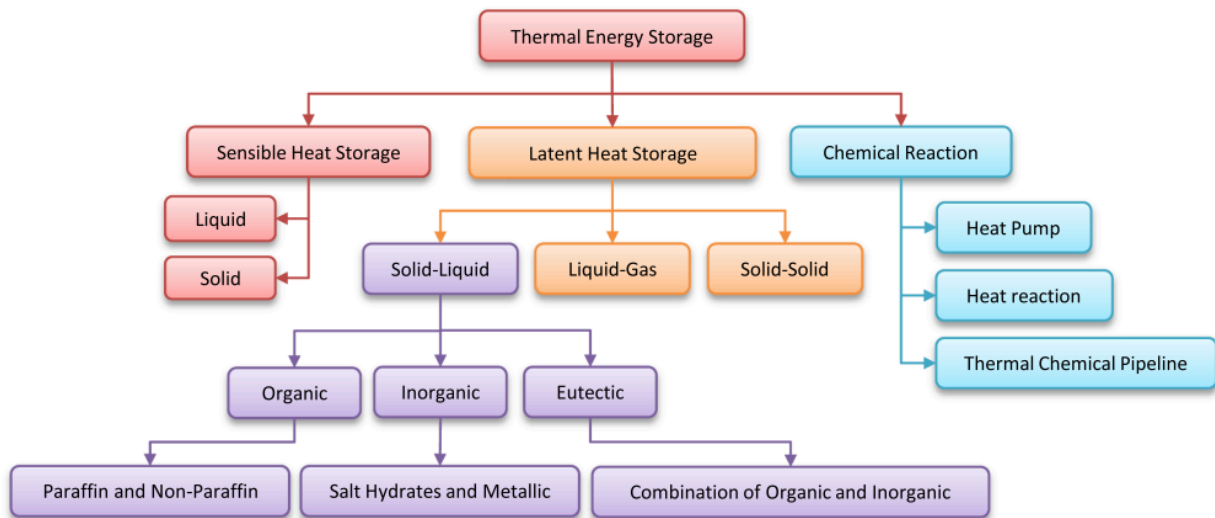 Thermal Energy Storage
Sensible Heat Storage
Latent Heat Storage
Chemical Reaction
Liquid
Solid
Solid-Liquid
Liquid-Gas
Solid-Solid
Heat Pump
Heat reaction
Thermal Chemical Pipeline
Organic
Inorganic
Eutectic
Paraffin and Non-Paraffin
Salt Hydrates and Metallic
Combination of Organic and Inorganic